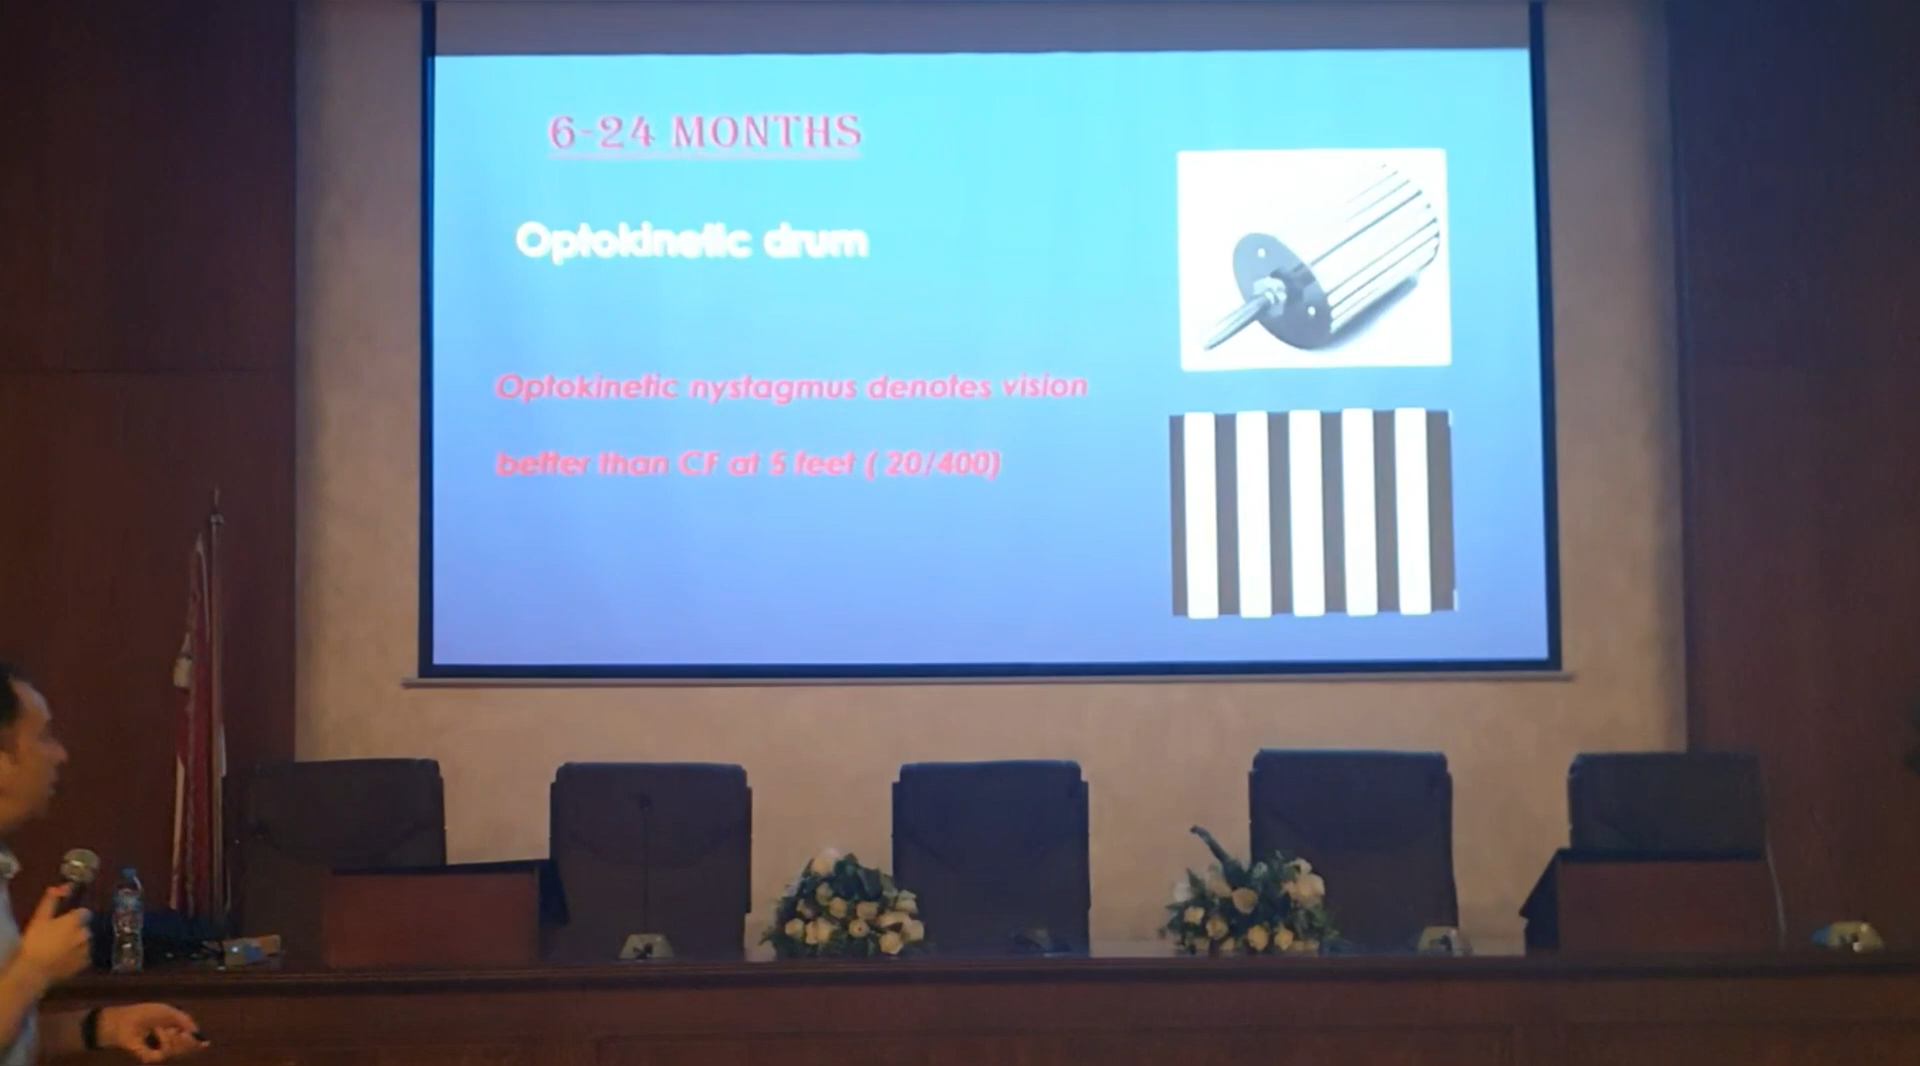 6-24 MONTHS
Optokinetic drum
Optokinetic nystagmus denotes vision
better than CF at 5 feet ( 20/400)